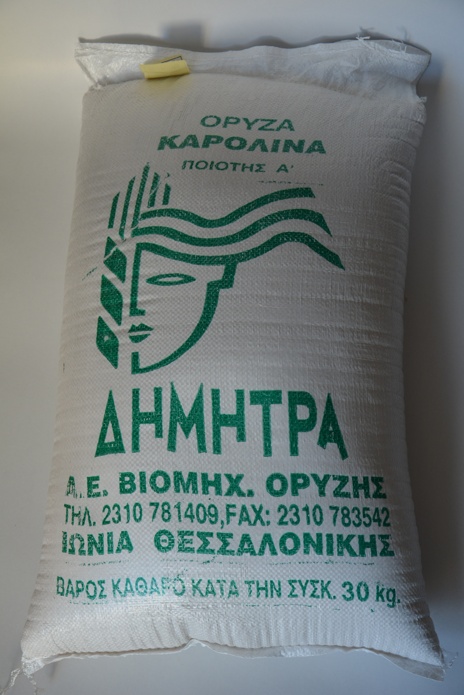 ΟΡΥΖΑ
ΚΑΡΟΛΙΝΑ
ΠΟΙΟΤΗΣ Α'
ΔΗΜΗΤΡΑ
Α.Ε. ΒΙΟΜΗΧ. ΟΡΥΖΗΣ
ΤΗΛ. 2310 781409, FAX: 2310 783542
ΙΩΝΙΑ ΘΕΣΣΑΛΟΝΙΚΗΣ
ΒΑΡΟΣ ΚΑΘΑΡΟ ΚΑΤΑ ΤΗΝ ΣΥΣΚ. 30 kg.